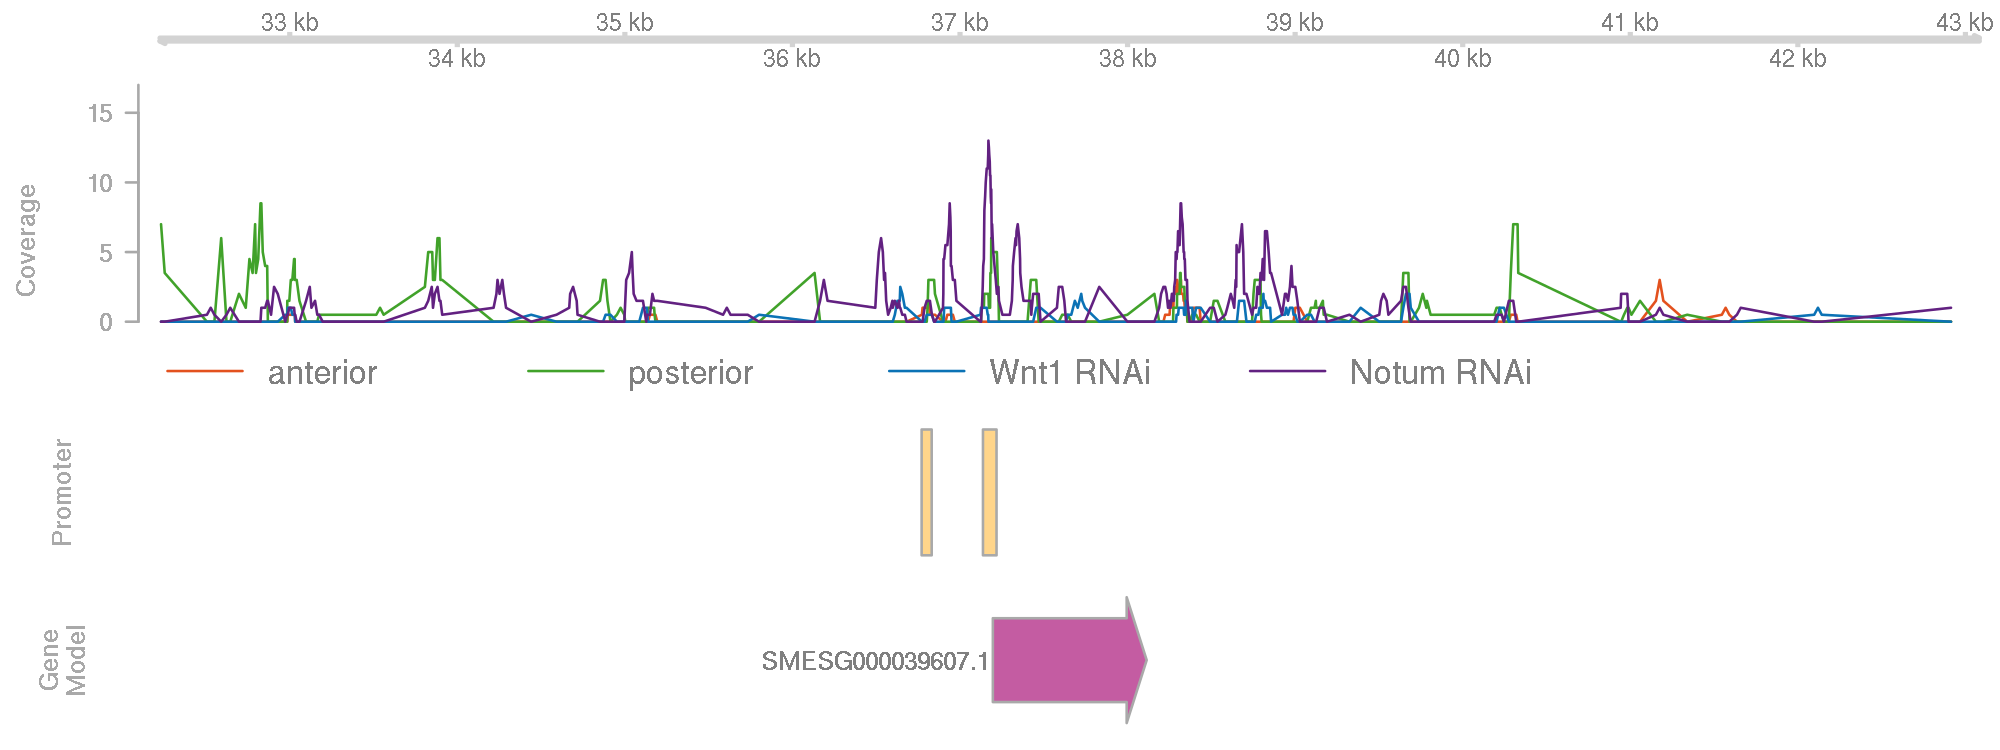 33 kb 35 kb 37 kb 39 kb 41 kb 43 kb
34 kb 36 kb 38 kb 40 kb 42 kb
15
10
5
0
Coverage
anterior posterior Wnt1 RNAi Notum RNAi
Promoter
Gene
Model
SMESG000039607.1